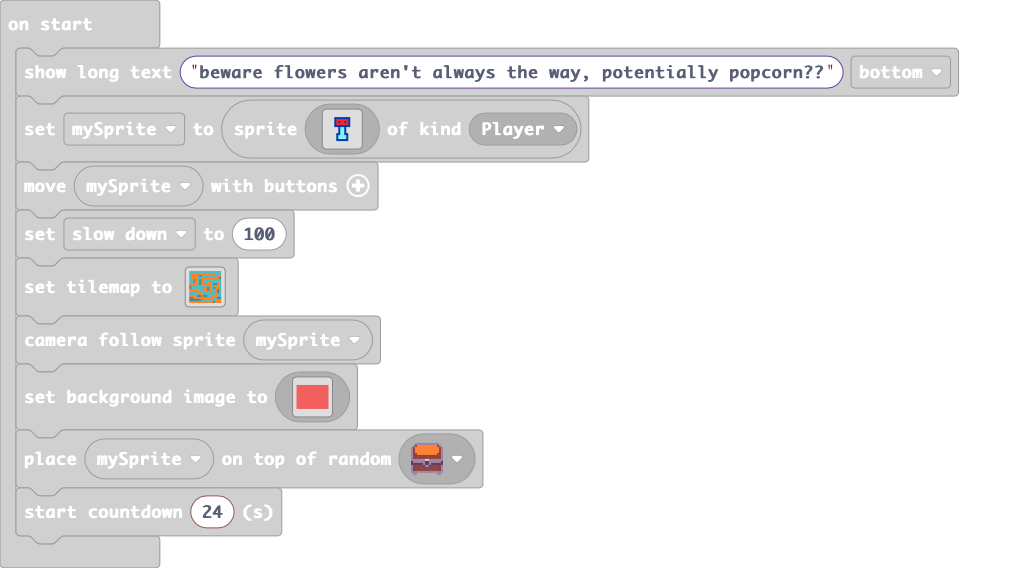 on start
show long text "beware flowers aren't always the way, potentially popcorn??" bottom
set mySprite to sprite of kind Player
move mySprite with buttons
set slow down to 100
set tilemap to
camera follow sprite mySprite
set background image to
place mySprite on top of random
start countdown 24 (s)